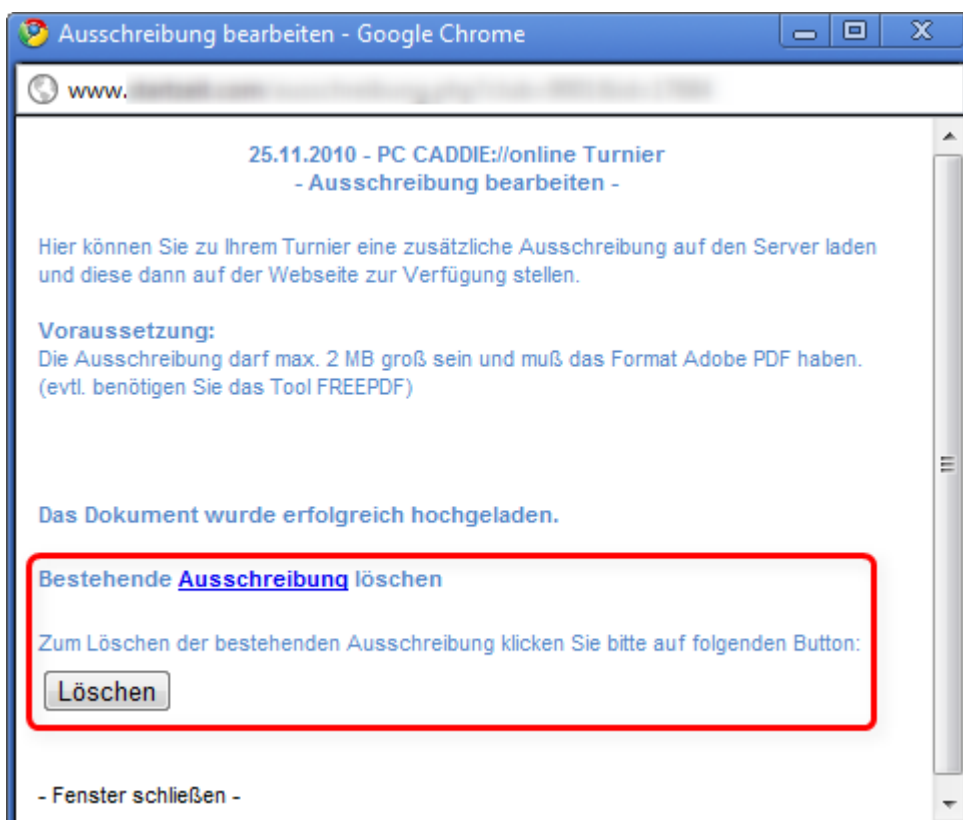 Ausschreibung bearbeiten - Google Chrome
www.
25.11.2010 - PC CADDIE://online Turnier
- Ausschreibung bearbeiten -
Hier können Sie zu Ihrem Turnier eine zusätzliche Ausschreibung auf den Server laden
und diese dann auf der Webseite zur Verfügung stellen.
Voraussetzung:
Die Ausschreibung darf max. 2 MB groß sein und muß das Format Adobe PDF haben.
(evtl. benötigen Sie das Tool FREEPDF)
Das Dokument wurde erfolgreich hochgeladen.
Bestehende Ausschreibung löschen
Zum Löschen der bestehenden Ausschreibung klicken Sie bitte auf folgenden Button:
Löschen
- Fenster schließen -